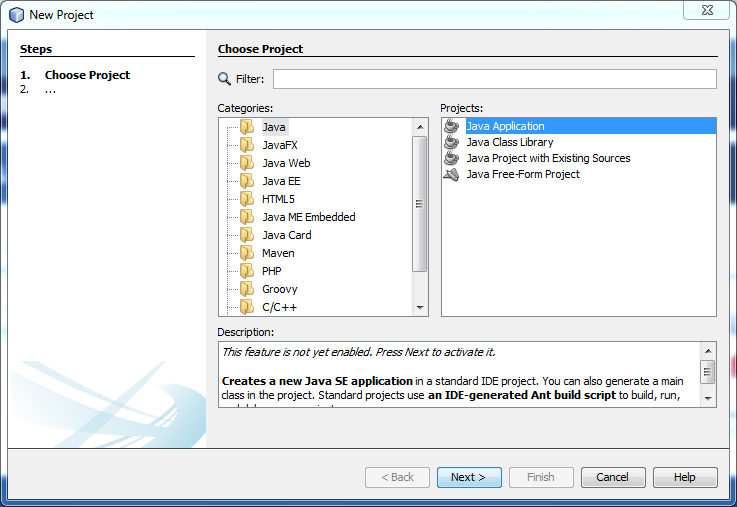 New Project
Steps
1. Choose Project
2. ...
Choose Project
Filter:
Categories:
Java
JavaFX
Java Web
Java EE
HTML5
Java ME Embedded
Java Card
Maven
PHP
Groovy
C/C++
Projects:
Java Application
Java Class Library
Java Project with Existing Sources
Java Free-Form Project
Description:
This feature is not yet enabled. Press Next to activate it.
Creates a new Java SE application in a standard IDE project. You can also generate a main
class in the project. Standard projects use an IDE-generated Ant build script to build, run,
< Back
Next >
Finish
Cancel
Help